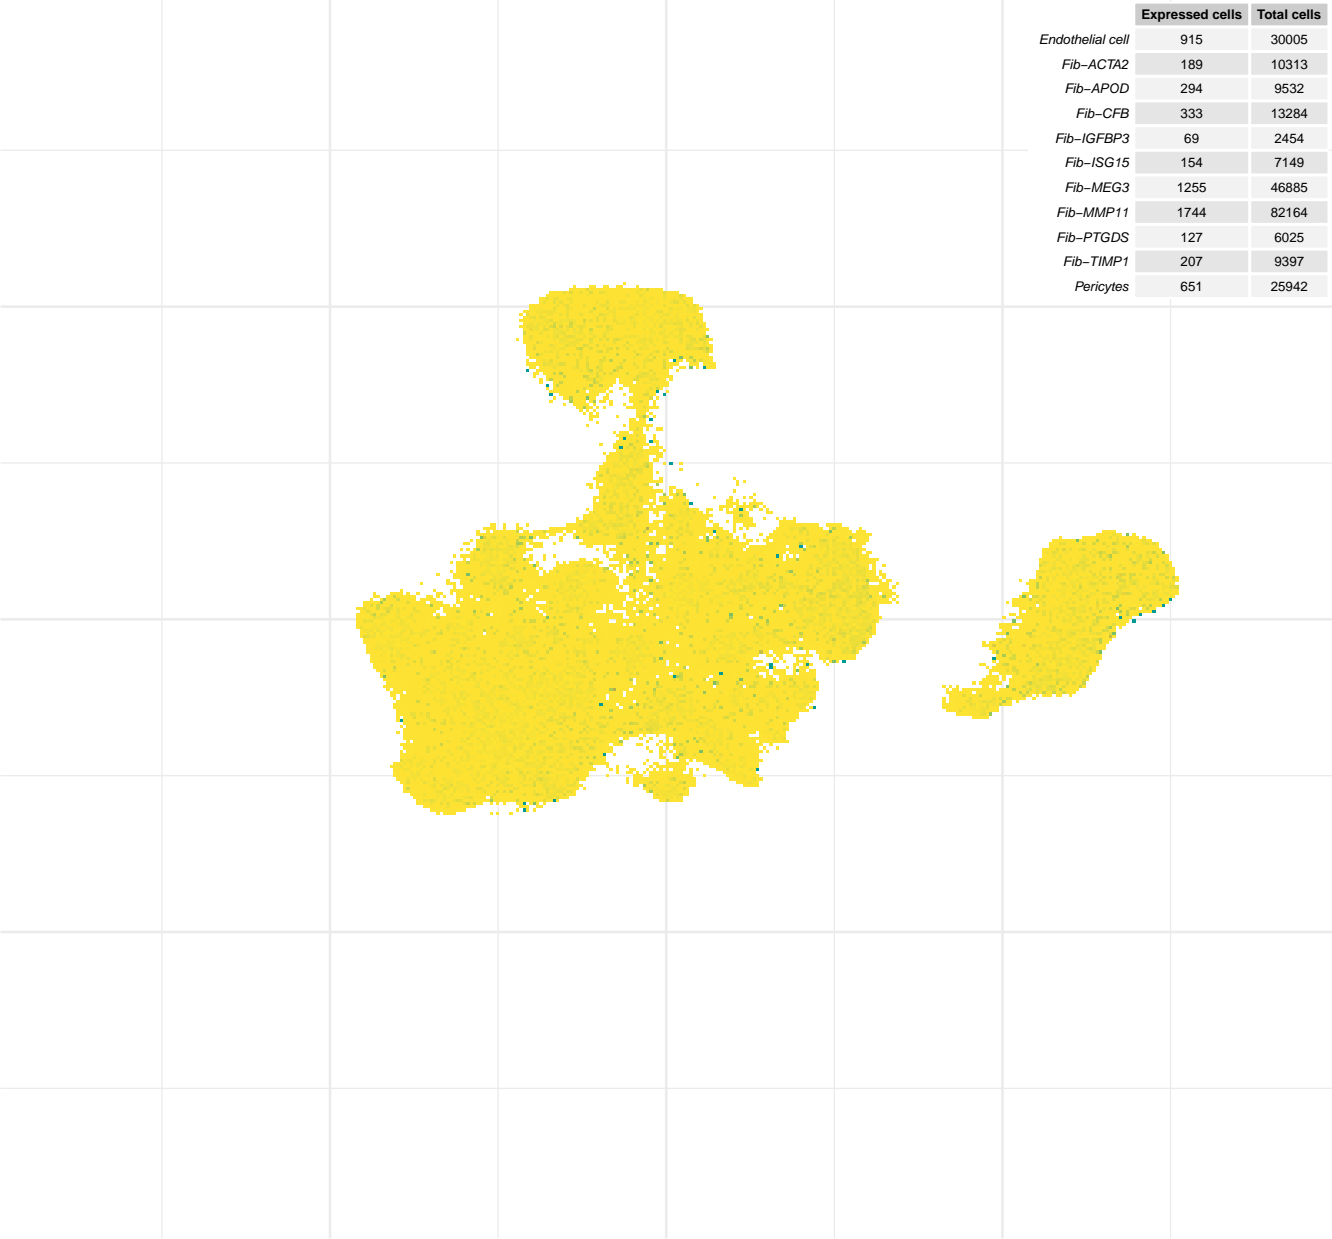 Expressed cells Total cells
Endothelial cell 915 30005
Fib−ACTA2 189 10313
Fib−APOD 294 9532
Fib−CFB 333 13284
Fib−IGFBP3 69 2454
Fib−ISG15 154 7149
Fib−MEG3 1255 46885
Fib−MMP11 1744 82164
Fib−PTGDS 127 6025
Fib−TIMP1 207 9397
Pericytes 651 25942